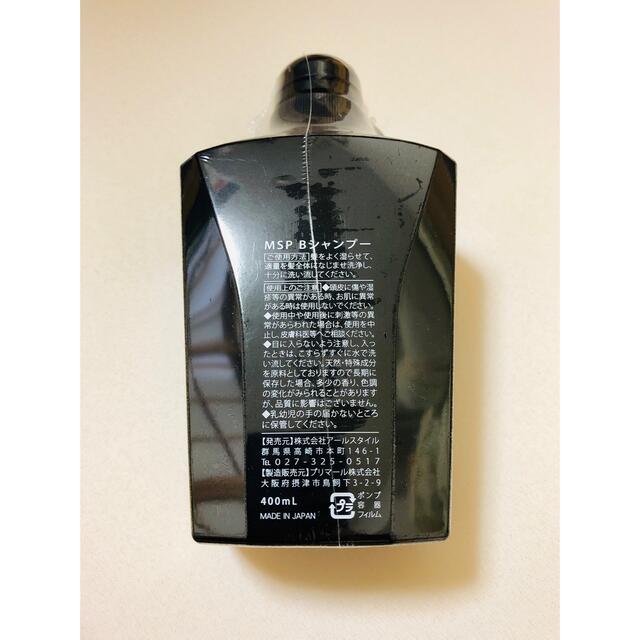 MSP Bシャンプー
ご使用方法 髪をよく湿らせて、
適量を髪全体になじませ洗浄し、
十分に洗い流してください。
使用上のご注意 ◆頭皮に傷や湿
疹等の異常がある時、お肌に異常
がある時は使用しないでください。
◆使用中や使用後に刺激等の異
常があらわれた場合は、使用を中
止し、皮膚科医等へご相談ください。
◆目に入らないよう注意し、入っ
たときは、こすらずすぐに水で洗
い流してください。天然・特殊成分
を原料としておりますので長期に
保存した場合、多少の香り、色調
の変化がみられることがあります
が、品質に影響はございません。
◆乳幼児の手の届かないところ
に保管してください。
【発売元】株式会社アールスタイル
群馬県高崎市本町146-1
TEL 027-325-0517
【製造販売元】プリマール株式会社
大阪府摂津市鳥飼下3-2-9
400mL
MADE IN JAPAN
プラ
ポンプ
容器
フィルム